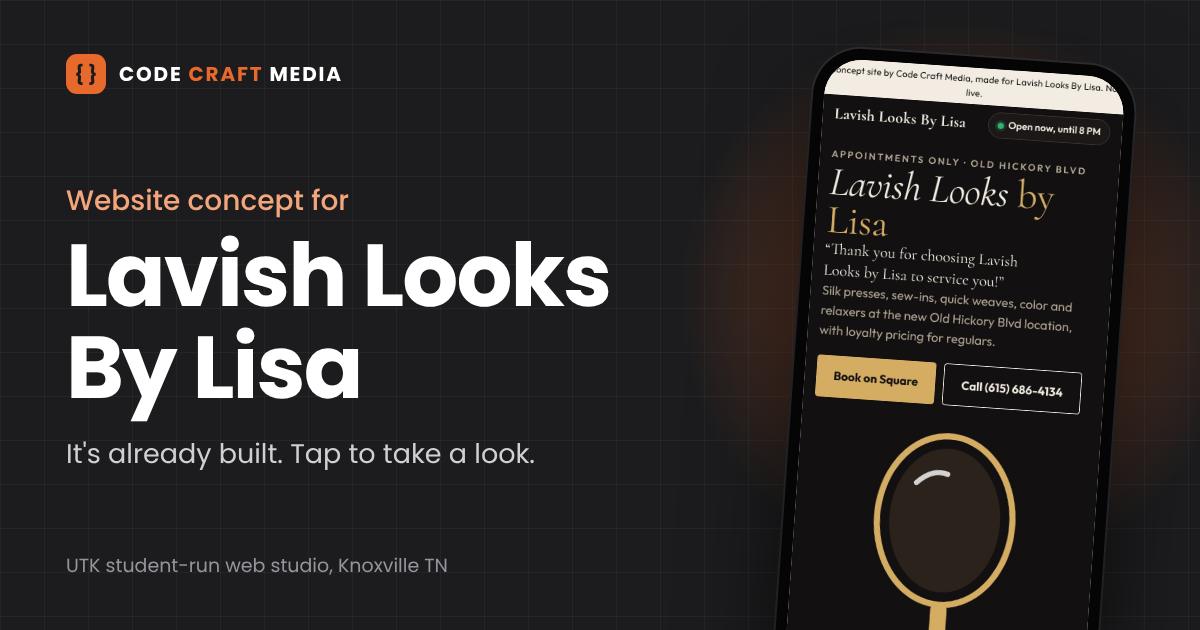 { } CODE CRAFT MEDIA
Website concept for
Lavish Looks
By Lisa
It's already built. Tap to take a look.
UTK student-run web studio, Knoxville TN
oncept site by Code Craft Media, made for Lavish Looks By Lisa. No
live.
Lavish Looks By Lisa
Open now, until 8 PM
APPOINTMENTS ONLY · OLD HICKORY BLVD
Lavish Looks by
Lisa
“Thank you for choosing Lavish
Looks by Lisa to service you!”
Silk presses, sew-ins, quick weaves, color and
relaxers at the new Old Hickory Blvd location,
with loyalty pricing for regulars.
Book on Square
Call (615) 686-4134